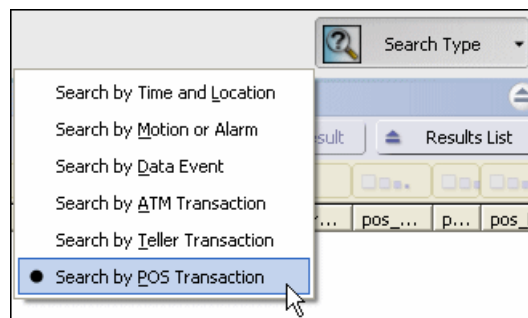 Search Type
Search by Time and Location
Search by Motion or Alarm
sult
Results List
Search by Data Event
Search by ATM Transaction
pos_...
p...
pos_
Search by Teller Transaction
Search by POS Transaction